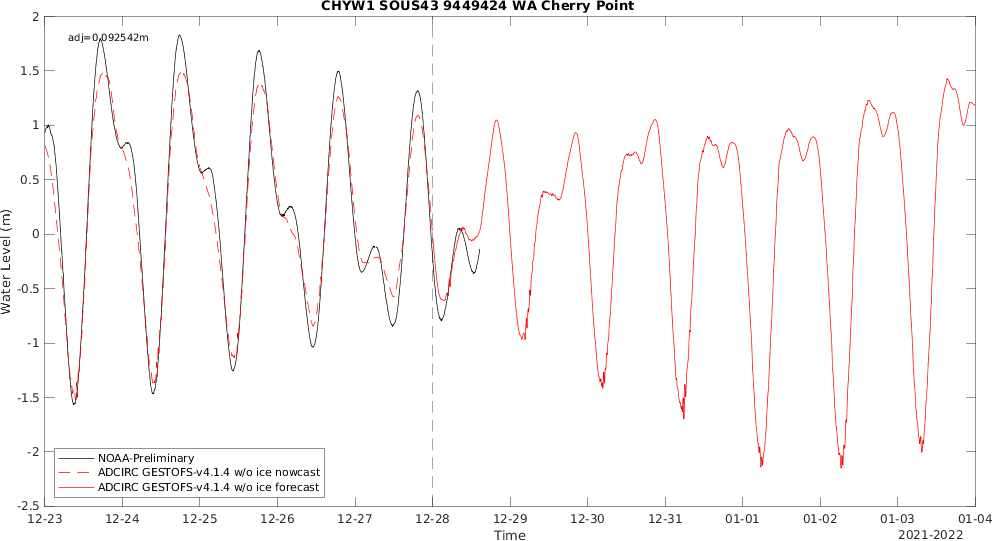 CHYW1 SOUS43 9449424 WA Cherry Point
adj=0.092542m
Water Level (m)
2
1.5
1
0.5
0
-0.5
-1
-1.5
-2
-2.5
NOAA-Preliminary
ADCIRC GESTOFS-v4.1.4 w/o ice nowcast
ADCIRC GESTOFS-v4.1.4 w/o ice forecast
12-23 12-24 12-25 12-26 12-27 12-28 12-29 12-30 12-31 01-01 01-02 01-03 01-04
Time
2021-2022